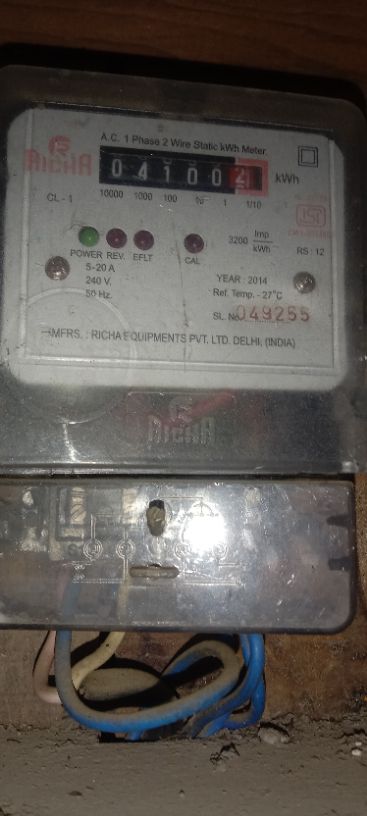 RICHA
A.C. 1 Phase 2 Wire Static kWh Meter.
041002 kWh
CL - 1 10000 1000 100 10 1 1/10
POWER REV. EFLT CAL
3200 Imp/kWh
RS : 12
5-20 A
240 V.
50 Hz.
YEAR : 2014
Ref. Temp. - 27°C
SL. No. 049255
MFRS. : RICHA EQUIPMENTS PVT. LTD. DELHI, (INDIA)
RICHA